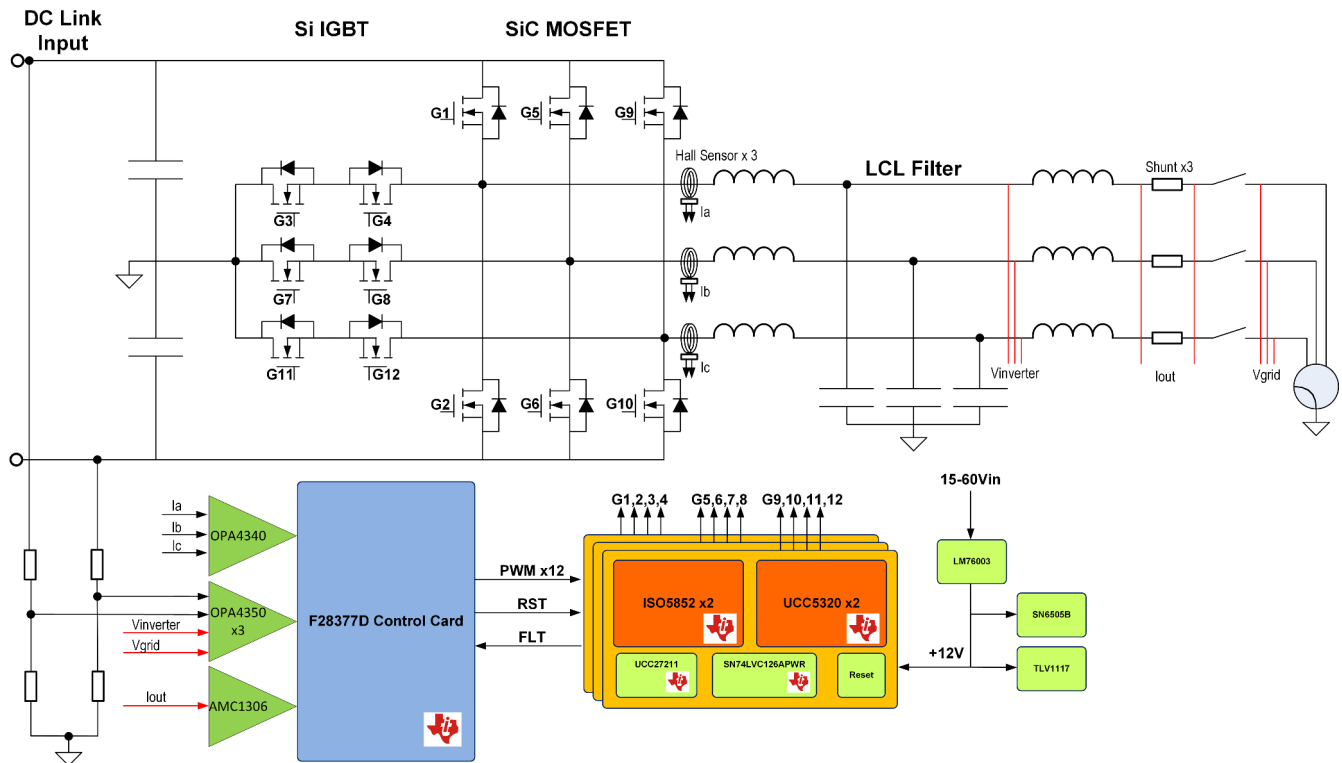 DC Link
Input
Si IGBT
SiC MOSFET
G1
G5
G9
Hall Sensor x 3
LCL Filter
Shunt x3
G3
G4
Ia
G7
G8
Ib
G11
G12
Ic
Vinverter
Iout
Vgrid
G2
G6
G10
15-60Vin
G1,2,3,4
G5,6,7,8
G9,10,11,12
Ia
Ib
Ic
OPA4340
LM76003
PWM x12
ISO5852 x2
UCC5320 x2
OPA4350
x3
F28377D Control Card
RST
SN6505B
Vinverter
Vgrid
FLT
+12V
UCC27211
SN74LVC126APWR
Reset
TLV1117
Iout
AMC1306